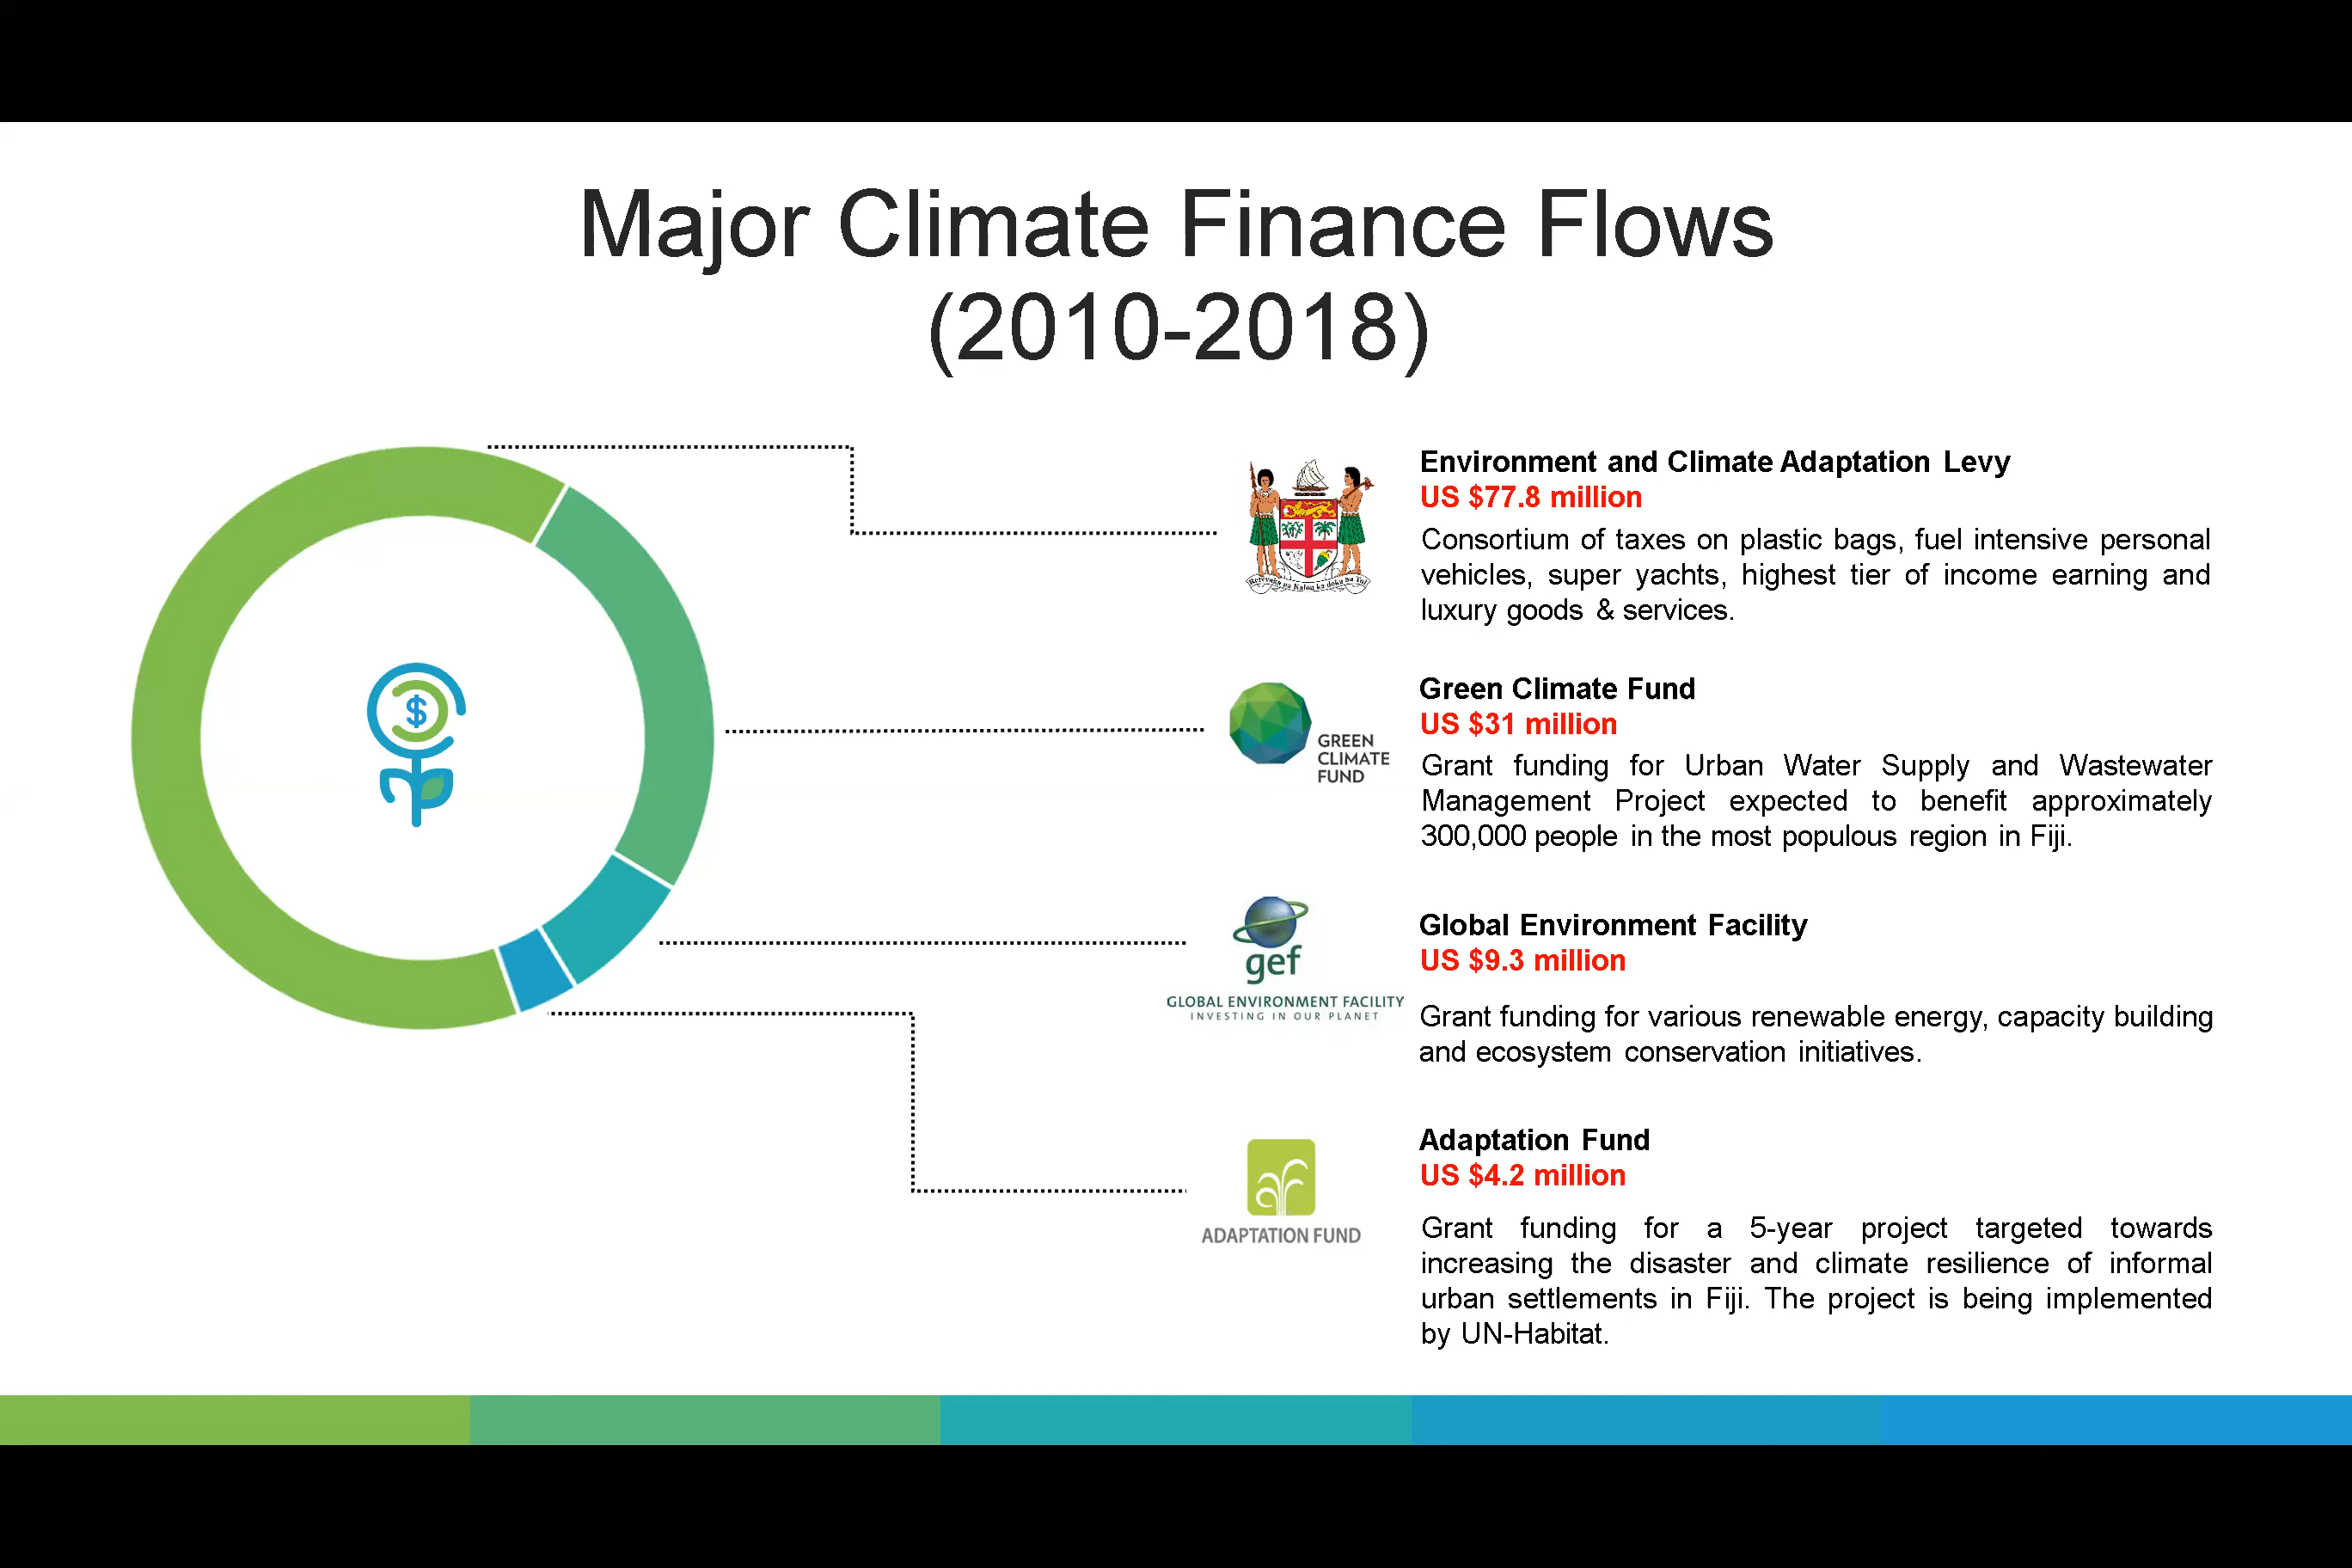 Major Climate Finance Flows
(2010-2018)
$
Environment and Climate Adaptation Levy
US $77.8 million
Consortium of taxes on plastic bags, fuel intensive personal
vehicles, super yachts, highest tier of income earning and
luxury goods & services.
GREEN
CLIMATE
FUND
Green Climate Fund
US $31 million
Grant funding for Urban Water Supply and Wastewater
Management Project expected to benefit approximately
300,000 people in the most populous region in Fiji.
gef
GLOBAL ENVIRONMENT FACILITY
INVESTING IN OUR PLANET
Global Environment Facility
US $9.3 million
Grant funding for various renewable energy, capacity building
and ecosystem conservation initiatives.
ADAPTATION FUND
Adaptation Fund
US $4.2 million
Grant funding for a 5-year project targeted towards
increasing the disaster and climate resilience of informal
urban settlements in Fiji. The project is being implemented
by UN-Habitat.